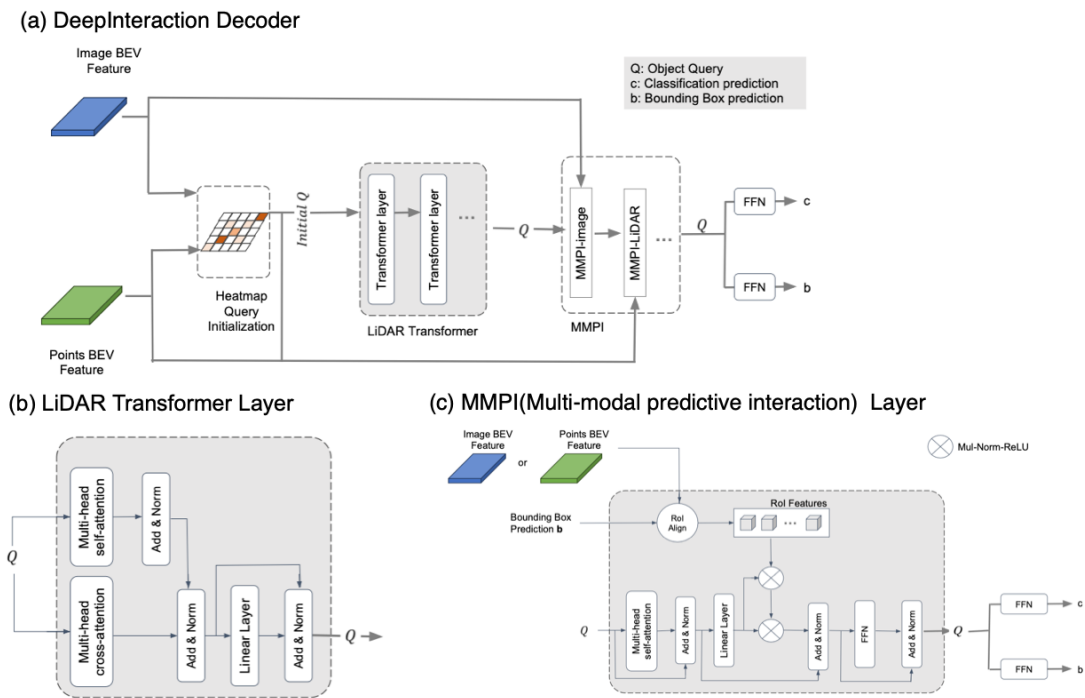 (a) DeepInteraction Decoder
Image BEV
Feature
Q: Object Query
c: Classification prediction
b: Bounding Box prediction
Initial Q
Transformer layer
Transformer layer
...
Q
MMPI-image
MMPI-LiDAR
...
Q
FFN
c
FFN
b
Heatmap
Query
Initialization
LiDAR Transformer
MMPI
Points BEV
Feature
(b) LiDAR Transformer Layer
Q
Multi-head
self-attention
Add & Norm
Multi-head
cross-attention
Add & Norm
Linear Layer
Add & Norm
Q
(c) MMPI(Multi-modal predictive interaction) Layer
Image BEV
Feature
or
Points BEV
Feature
Mul-Norm-ReLU
Bounding Box
Prediction b
RoI
Align
RoI Features
...
Q
Multi-head
self-attention
Add & Norm
Linear Layer
Add & Norm
FFN
Add & Norm
Q
FFN
c
FFN
b